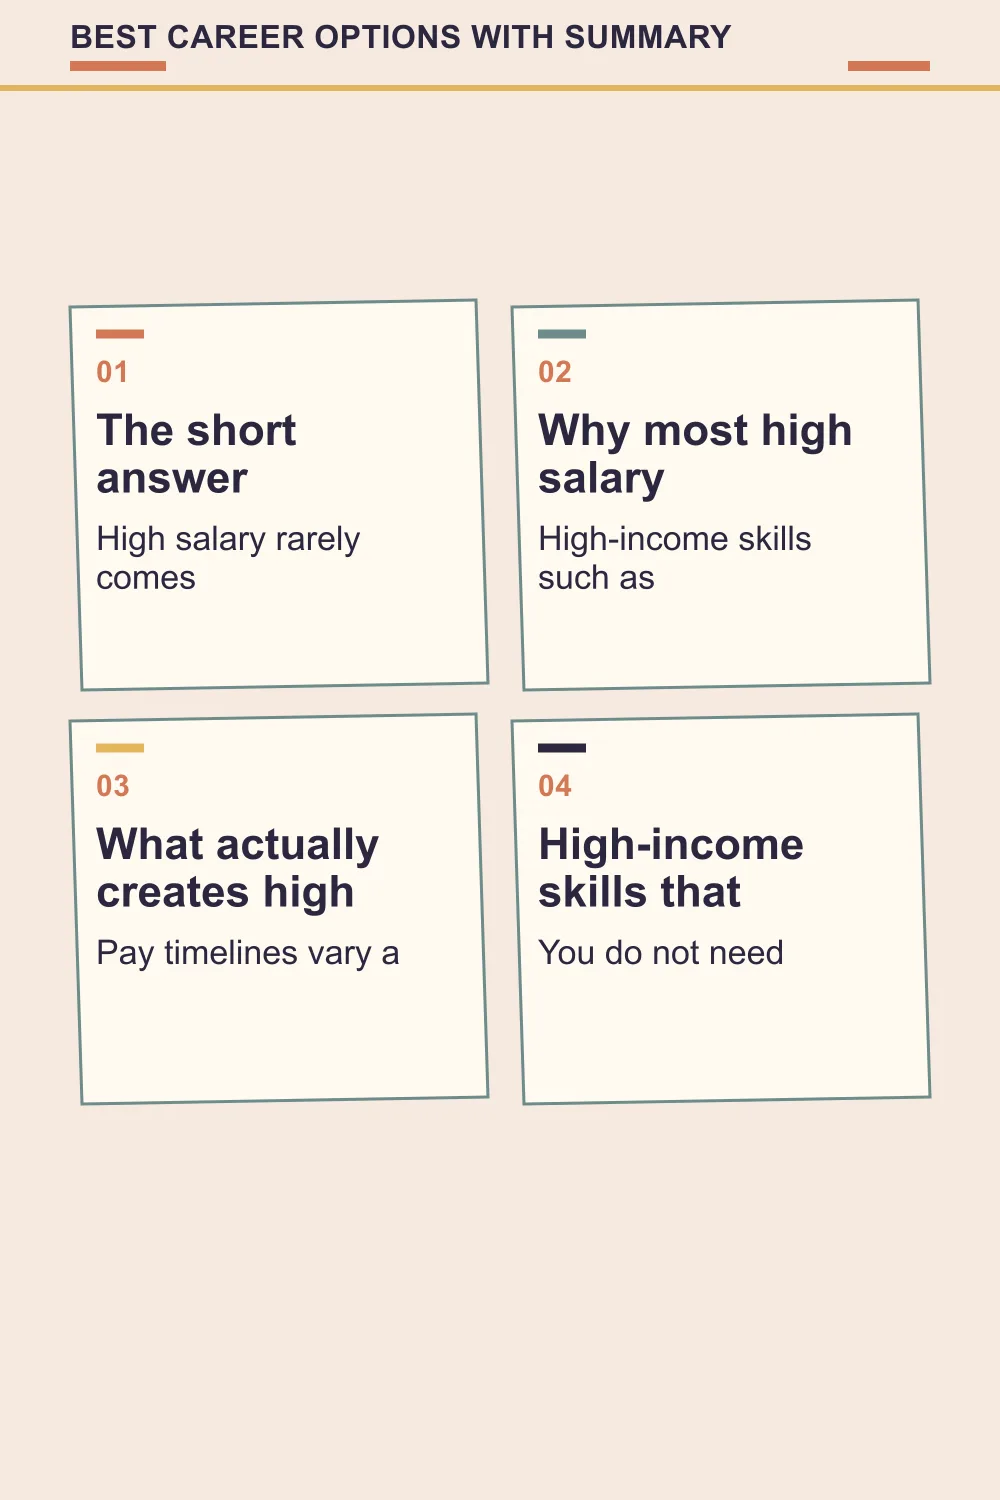 BEST CAREER OPTIONS WITH SUMMARY
01
The short
answer
High salary rarely
comes
02
Why most high
salary
High-income skills
such as
03
What actually
creates high
Pay timelines vary a
04
High-income
skills that
You do not need